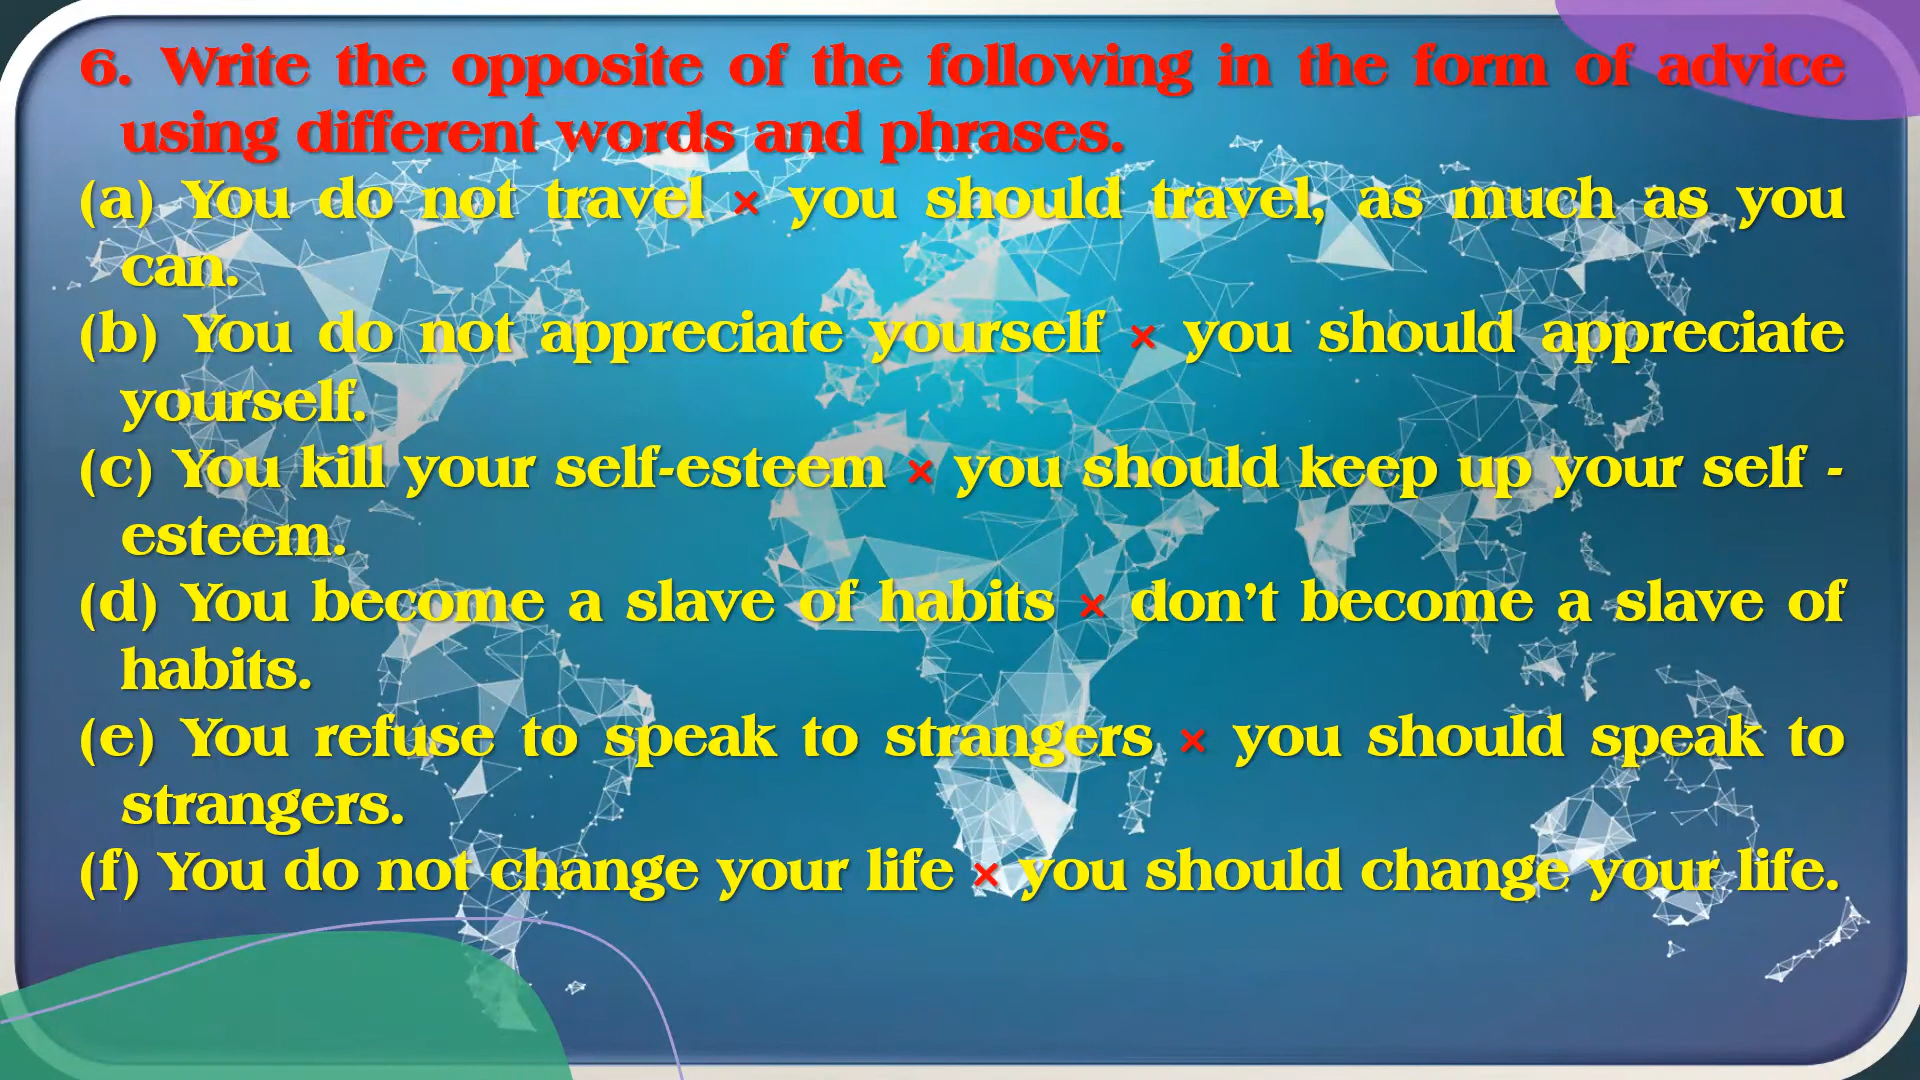 6. Write the opposite of the following in the form of advice
using different words and phrases.
(a) You do not travel × you should travel, as much as you
can.
(b) You do not appreciate yourself × you should appreciate
yourself.
(c) You kill your self-esteem × you should keep up your self -
esteem.
(d) You become a slave of habits × don't become a slave of
habits.
(e) You refuse to speak to strangers × you should speak to
strangers.
(f) You do not change your life × you should change your life.